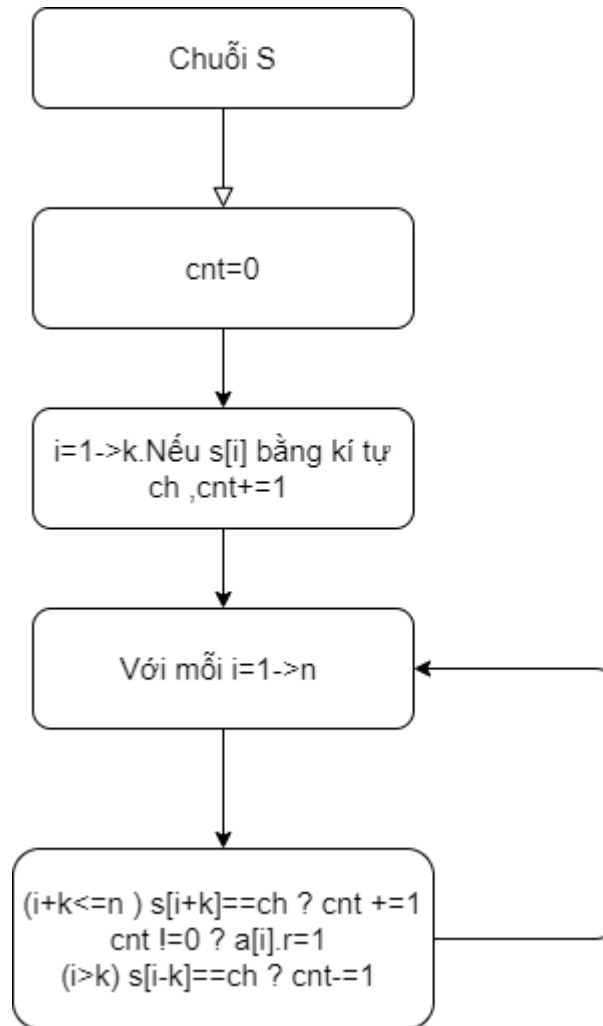 Chuỗi S
cnt=0
i=1->k.Nếu s[i] bằng kí tự
ch ,cnt+=1
Với mỗi i=1->n
(i+k<=n ) s[i+k]==ch ? cnt +=1
cnt !=0 ? a[i].r=1
(i>k) s[i-k]==ch ? cnt-=1